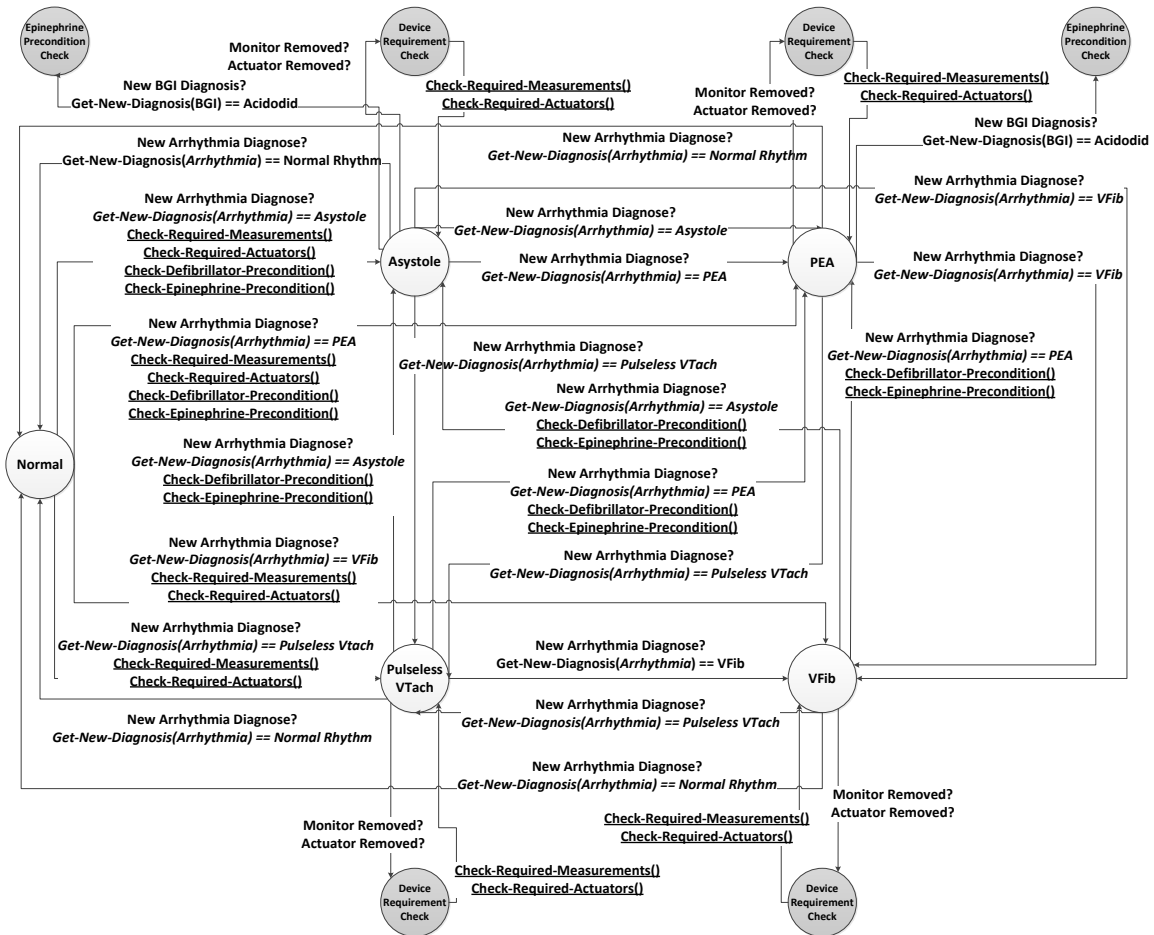 Epinephrine
Precondition
Check
Device
Requirement
Check
Device
Requirement
Check
Epinephrine
Precondition
Check
Monitor Removed?
Actuator Removed?
Check-Required-Measurements()
Check-Required-Actuators()
Monitor Removed?
Actuator Removed?
Check-Required-Measurements()
Check-Required-Actuators()
New BGI Diagnosis?
Get-New-Diagnosis(BGI) == Acidodid
New BGI Diagnosis?
Get-New-Diagnosis(BGI) == Acidodid
New Arrhythmia Diagnose?
Get-New-Diagnosis(Arrhythmia) == Normal Rhythm
New Arrhythmia Diagnose?
Get-New-Diagnosis(Arrhythmia) == Normal Rhythm
New Arrhythmia Diagnose?
Get-New-Diagnosis(Arrhythmia) == VFib
New Arrhythmia Diagnose?
Get-New-Diagnosis(Arrhythmia) == Asystole
Check-Required-Measurements()
Check-Required-Actuators()
Check-Defibrillator-Precondition()
Check-Epinephrine-Precondition()
New Arrhythmia Diagnose?
Get-New-Diagnosis(Arrhythmia) == Asystole
Asystole
New Arrhythmia Diagnose?
Get-New-Diagnosis(Arrhythmia) == PEA
PEA
New Arrhythmia Diagnose?
Get-New-Diagnosis(Arrhythmia) == VFib
New Arrhythmia Diagnose?
Get-New-Diagnosis(Arrhythmia) == PEA
Check-Required-Measurements()
Check-Required-Actuators()
Check-Defibrillator-Precondition()
Check-Epinephrine-Precondition()
New Arrhythmia Diagnose?
Get-New-Diagnosis(Arrhythmia) == Pulseless VTach
New Arrhythmia Diagnose?
Get-New-Diagnosis(Arrhythmia) == PEA
Check-Defibrillator-Precondition()
Check-Epinephrine-Precondition()
New Arrhythmia Diagnose?
Get-New-Diagnosis(Arrhythmia) == Asystole
Check-Defibrillator-Precondition()
Check-Epinephrine-Precondition()
Normal
New Arrhythmia Diagnose?
Get-New-Diagnosis(Arrhythmia) == Asystole
Check-Defibrillator-Precondition()
Check-Epinephrine-Precondition()
New Arrhythmia Diagnose?
Get-New-Diagnosis(Arrhythmia) == PEA
Check-Defibrillator-Precondition()
Check-Epinephrine-Precondition()
New Arrhythmia Diagnose?
Get-New-Diagnosis(Arrhythmia) == VFib
Check-Required-Measurements()
Check-Required-Actuators()
New Arrhythmia Diagnose?
Get-New-Diagnosis(Arrhythmia) == Pulseless VTach
New Arrhythmia Diagnose?
Get-New-Diagnosis(Arrhythmia) == Pulseless Vtach
Check-Required-Measurements()
Check-Required-Actuators()
Pulseless
VTach
New Arrhythmia Diagnose?
Get-New-Diagnosis(Arrhythmia) == VFib
VFib
New Arrhythmia Diagnose?
Get-New-Diagnosis(Arrhythmia) == Normal Rhythm
New Arrhythmia Diagnose?
Get-New-Diagnosis(Arrhythmia) == Pulseless VTach
New Arrhythmia Diagnose?
Get-New-Diagnosis(Arrhythmia) == Normal Rhythm
Monitor Removed?
Actuator Removed?
Monitor Removed?
Actuator Removed?
Check-Required-Measurements()
Check-Required-Actuators()
Check-Required-Measurements()
Check-Required-Actuators()
Device
Requirement
Check
Device
Requirement
Check